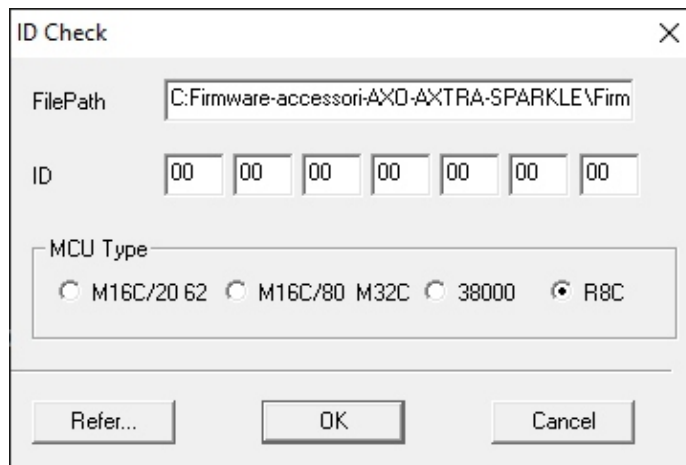 ID Check
FilePath C:Firmware-accessori-AXO-AXTRA-SPARKLE\Firm
ID 00 00 00 00 00 00 00
MCU Type
M16C/20 62 M16C/80 M32C 38000 R8C
Refer... OK Cancel